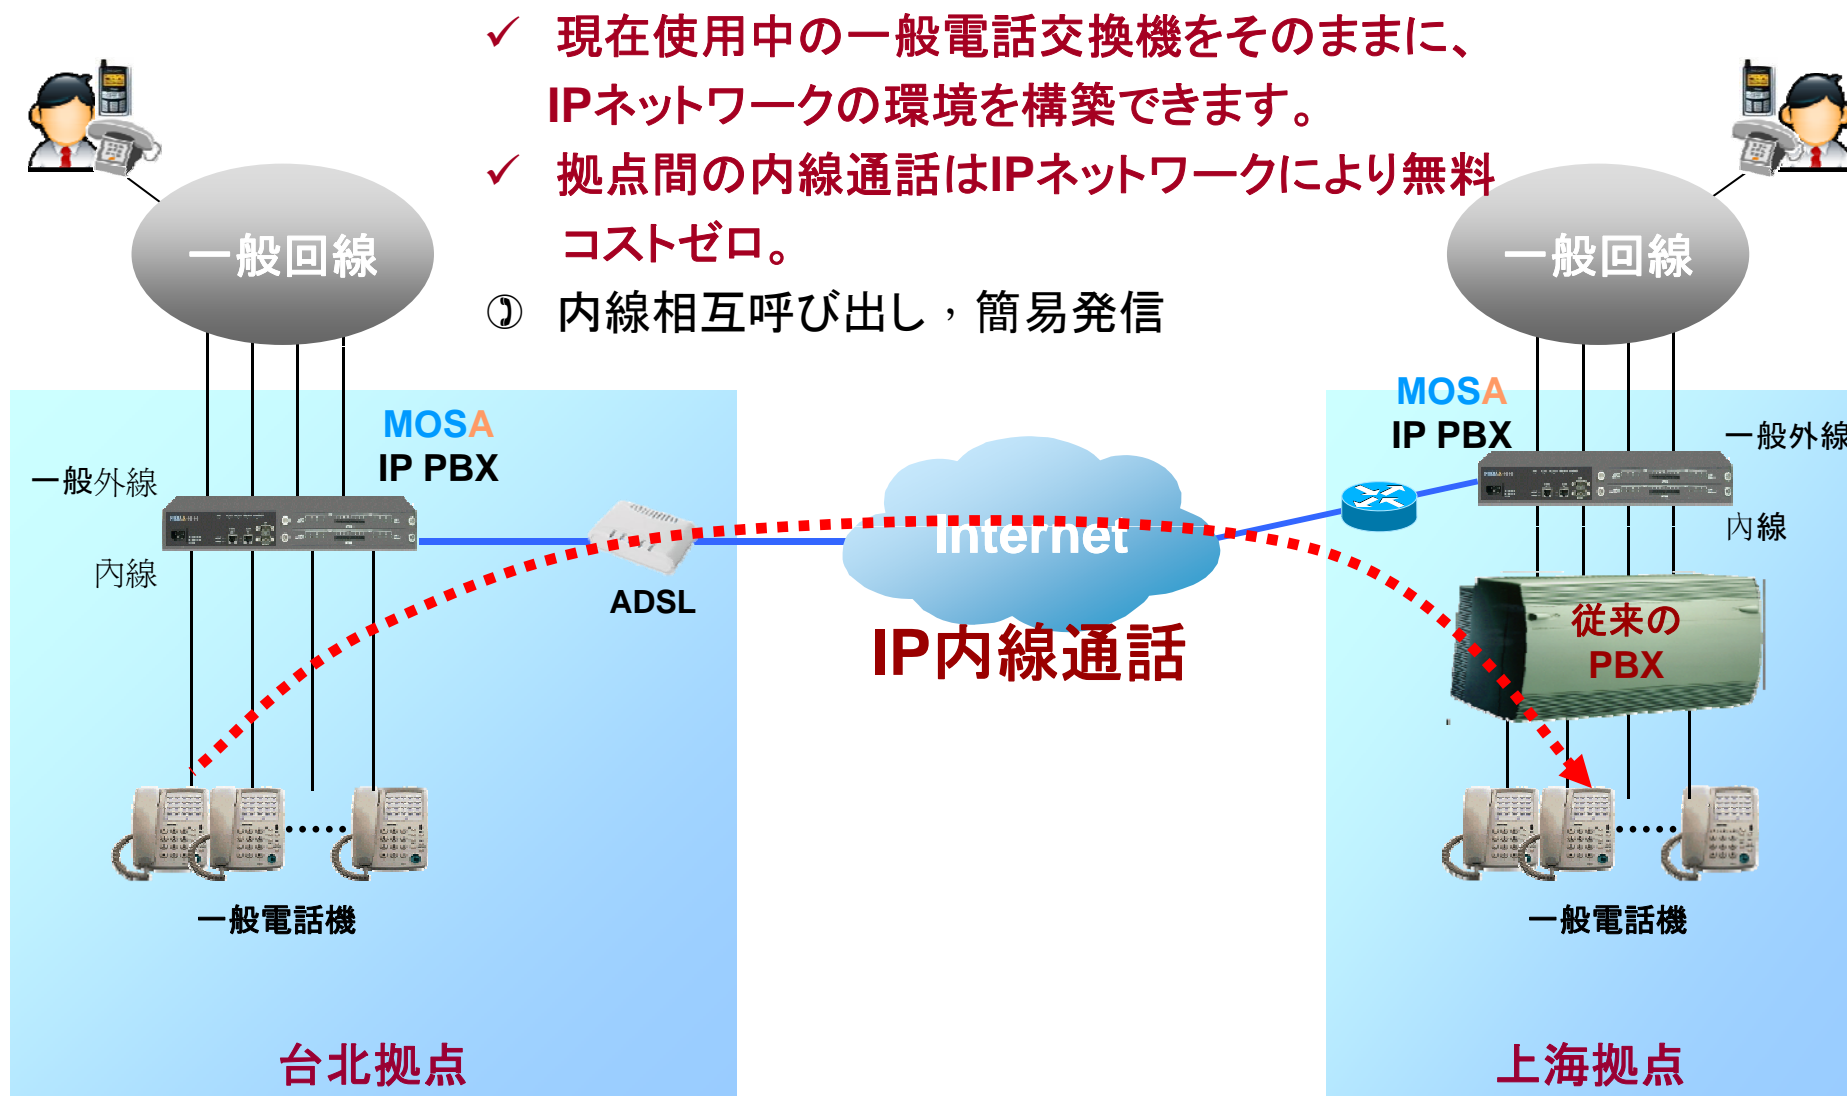 ✓ 現在使用中の一般電話交換機をそのままに、
IPネットワークの環境を構築できます。
✓ 拠点間の内線通話はIPネットワークにより無料
コストゼロ。
内線相互呼び出し，簡易発信
一般回線
一般回線
MOSA
IP PBX
MOSA
IP PBX
一般外線
一般外線
內線
內線
Internet
ADSL
IP内線通話
従来の
PBX
一般電話機
一般電話機
台北拠点
上海拠点